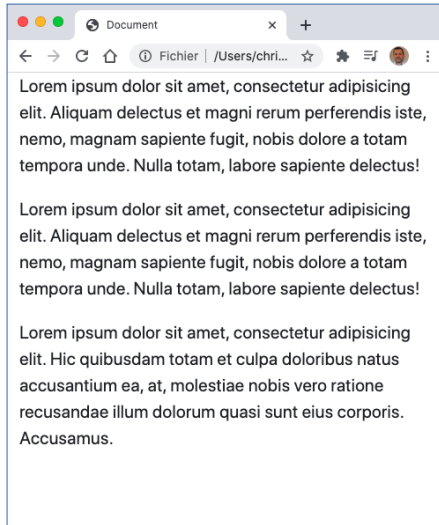 Document
Fichier /Users/chri...
Lorem ipsum dolor sit amet, consectetur adipisicing
elit. Aliquam delectus et magni rerum perferendis iste,
nemo, magnam sapiente fugit, nobis dolore a totam
tempora unde. Nulla totam, labore sapiente delectus!
Lorem ipsum dolor sit amet, consectetur adipisicing
elit. Aliquam delectus et magni rerum perferendis iste,
nemo, magnam sapiente fugit, nobis dolore a totam
tempora unde. Nulla totam, labore sapiente delectus!
Lorem ipsum dolor sit amet, consectetur adipisicing
elit. Hic quibusdam totam et culpa doloribus natus
accusantium ea, at, molestiae nobis vero ratione
recusandae illum dolorum quasi sunt eius corporis.
Accusamus.